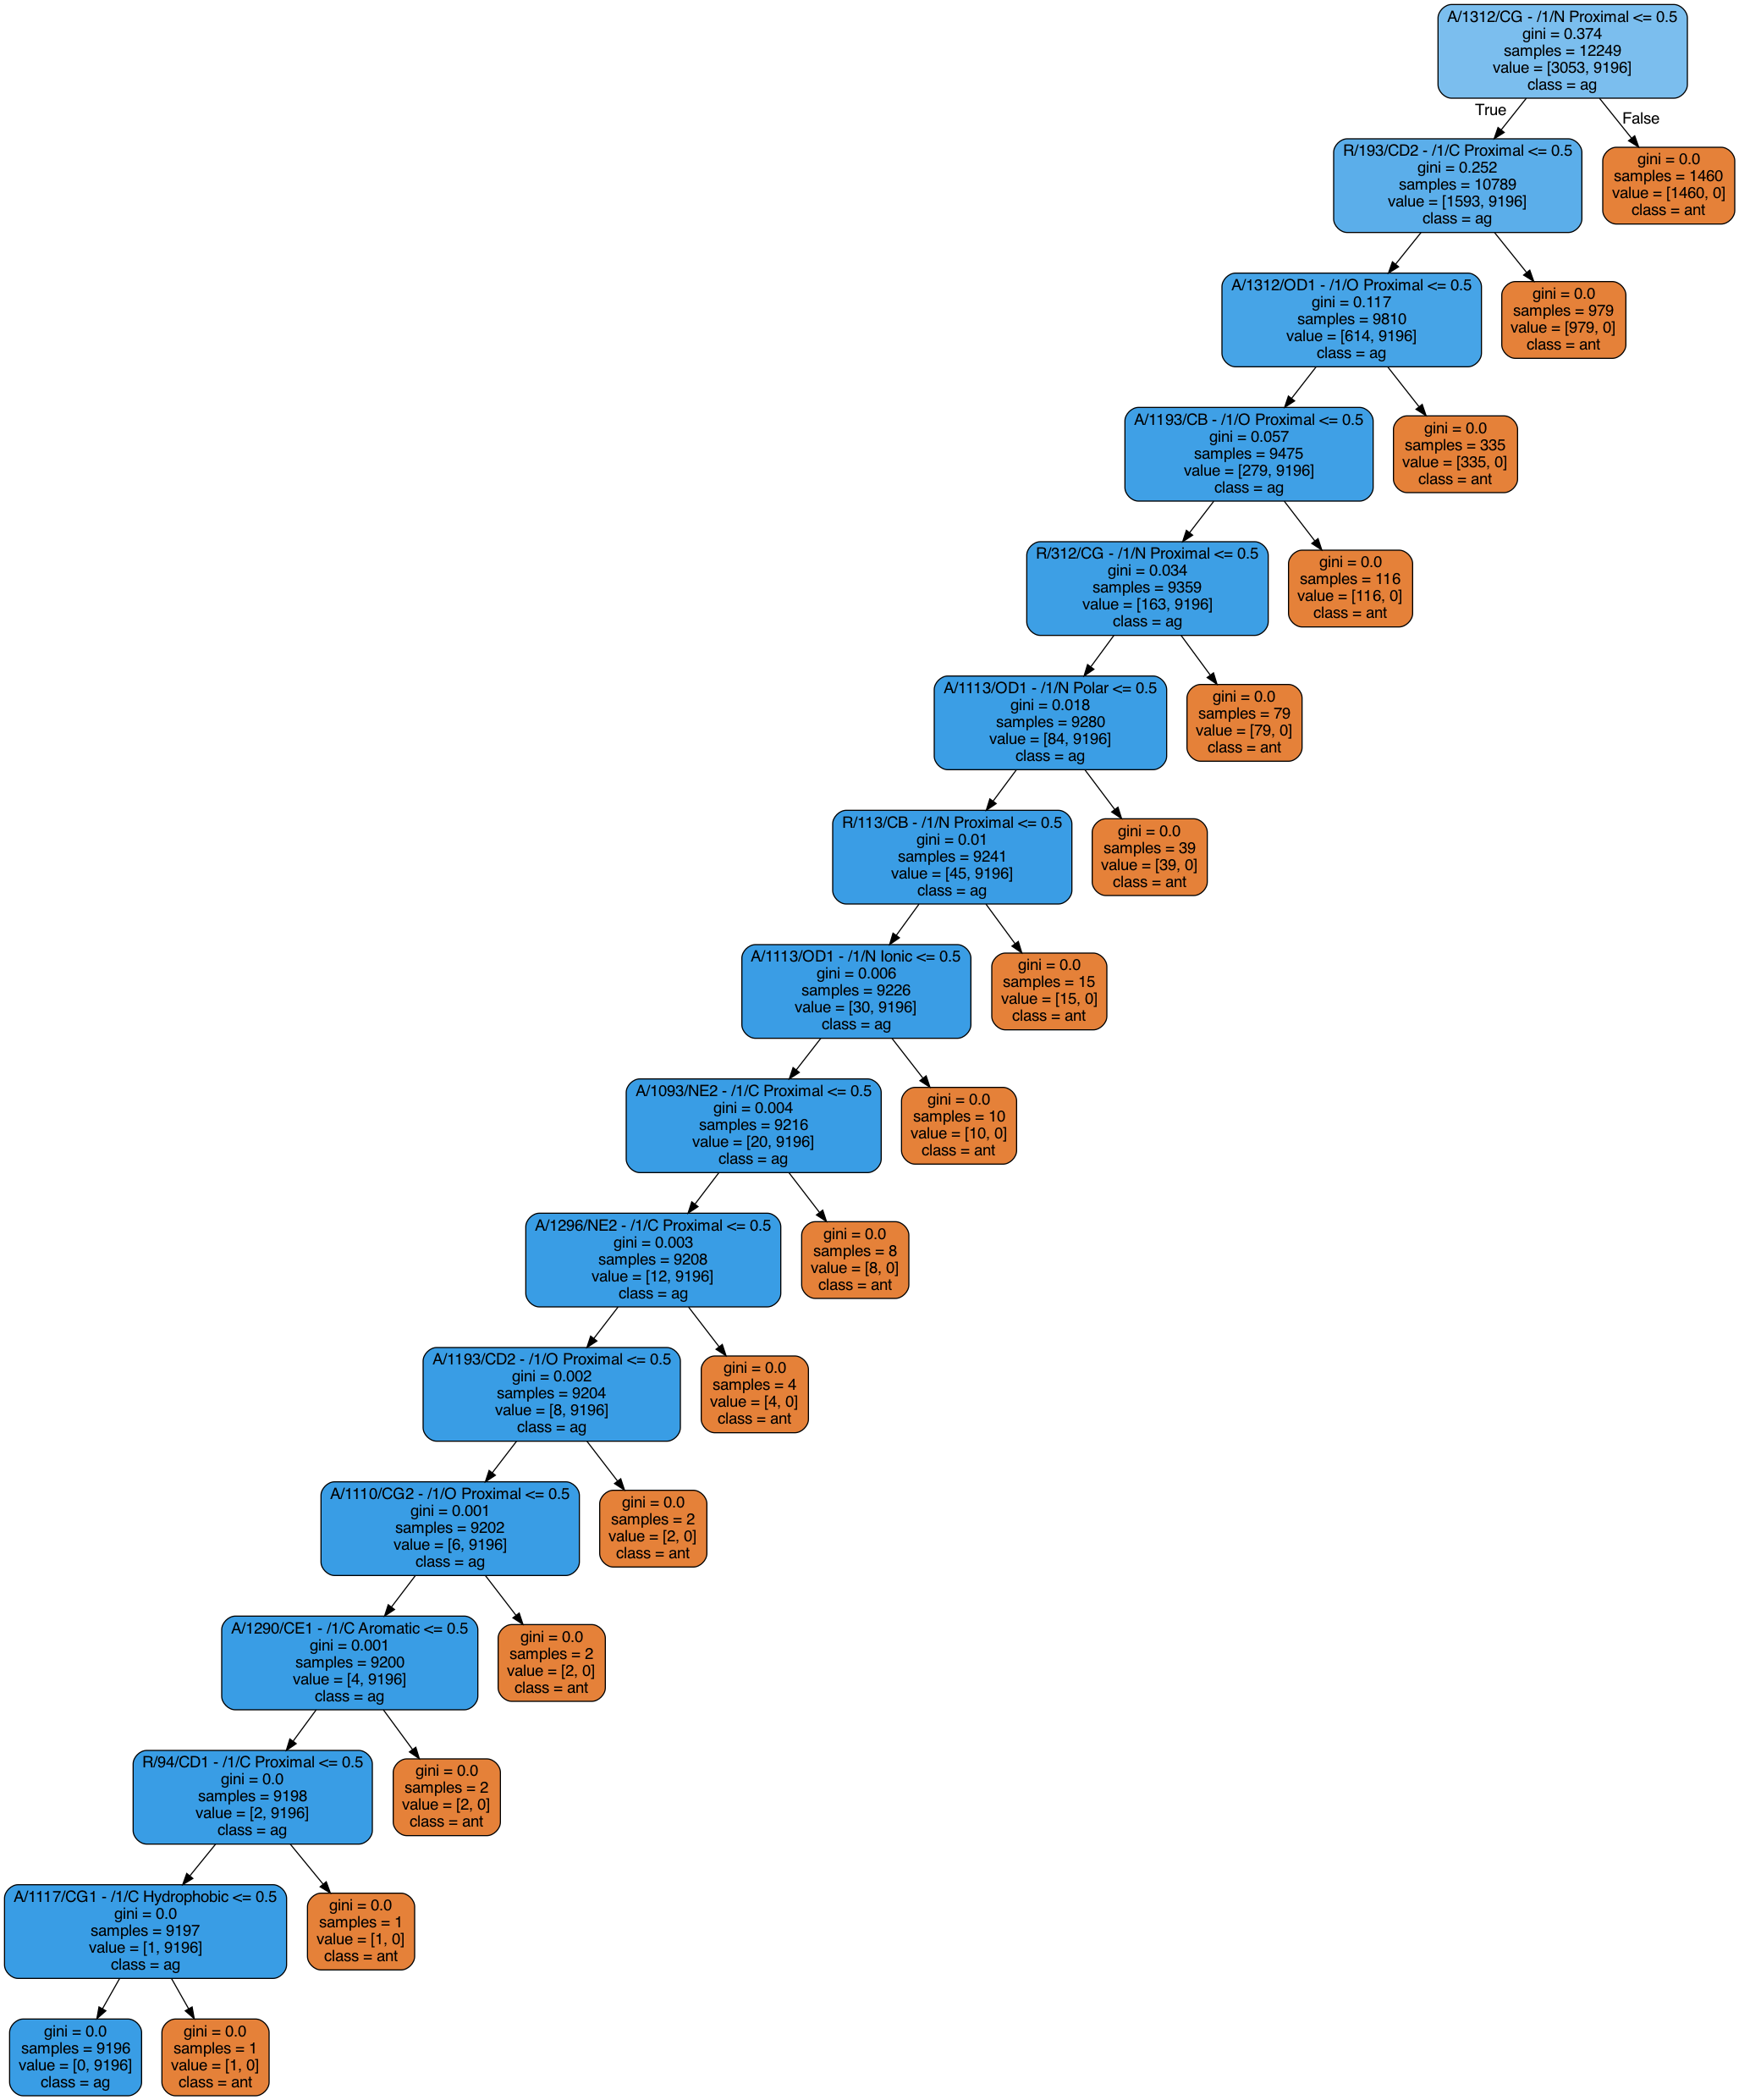 A/1312/CG - /1/N Proximal <= 0.5
gini = 0.374
samples = 12249
value = [3053, 9196]
class = ag
True
False
R/193/CD2 - /1/C Proximal <= 0.5
gini = 0.252
samples = 10789
value = [1593, 9196]
class = ag
gini = 0.0
samples = 1460
value = [1460, 0]
class = ant
A/1312/OD1 - /1/O Proximal <= 0.5
gini = 0.117
samples = 9810
value = [614, 9196]
class = ag
gini = 0.0
samples = 979
value = [979, 0]
class = ant
A/1193/CB - /1/O Proximal <= 0.5
gini = 0.057
samples = 9475
value = [279, 9196]
class = ag
gini = 0.0
samples = 335
value = [335, 0]
class = ant
R/312/CG - /1/N Proximal <= 0.5
gini = 0.034
samples = 9359
value = [163, 9196]
class = ag
gini = 0.0
samples = 116
value = [116, 0]
class = ant
A/1113/OD1 - /1/N Polar <= 0.5
gini = 0.018
samples = 9280
value = [84, 9196]
class = ag
gini = 0.0
samples = 79
value = [79, 0]
class = ant
R/113/CB - /1/N Proximal <= 0.5
gini = 0.01
samples = 9241
value = [45, 9196]
class = ag
gini = 0.0
samples = 39
value = [39, 0]
class = ant
A/1113/OD1 - /1/N Ionic <= 0.5
gini = 0.006
samples = 9226
value = [30, 9196]
class = ag
gini = 0.0
samples = 15
value = [15, 0]
class = ant
A/1093/NE2 - /1/C Proximal <= 0.5
gini = 0.004
samples = 9216
value = [20, 9196]
class = ag
gini = 0.0
samples = 10
value = [10, 0]
class = ant
A/1296/NE2 - /1/C Proximal <= 0.5
gini = 0.003
samples = 9208
value = [12, 9196]
class = ag
gini = 0.0
samples = 8
value = [8, 0]
class = ant
A/1193/CD2 - /1/O Proximal <= 0.5
gini = 0.002
samples = 9204
value = [8, 9196]
class = ag
gini = 0.0
samples = 4
value = [4, 0]
class = ant
A/1110/CG2 - /1/O Proximal <= 0.5
gini = 0.001
samples = 9202
value = [6, 9196]
class = ag
gini = 0.0
samples = 2
value = [2, 0]
class = ant
A/1290/CE1 - /1/C Aromatic <= 0.5
gini = 0.001
samples = 9200
value = [4, 9196]
class = ag
gini = 0.0
samples = 2
value = [2, 0]
class = ant
R/94/CD1 - /1/C Proximal <= 0.5
gini = 0.0
samples = 9198
value = [2, 9196]
class = ag
gini = 0.0
samples = 2
value = [2, 0]
class = ant
A/1117/CG1 - /1/C Hydrophobic <= 0.5
gini = 0.0
samples = 9197
value = [1, 9196]
class = ag
gini = 0.0
samples = 1
value = [1, 0]
class = ant
gini = 0.0
samples = 9196
value = [0, 9196]
class = ag
gini = 0.0
samples = 1
value = [1, 0]
class = ant